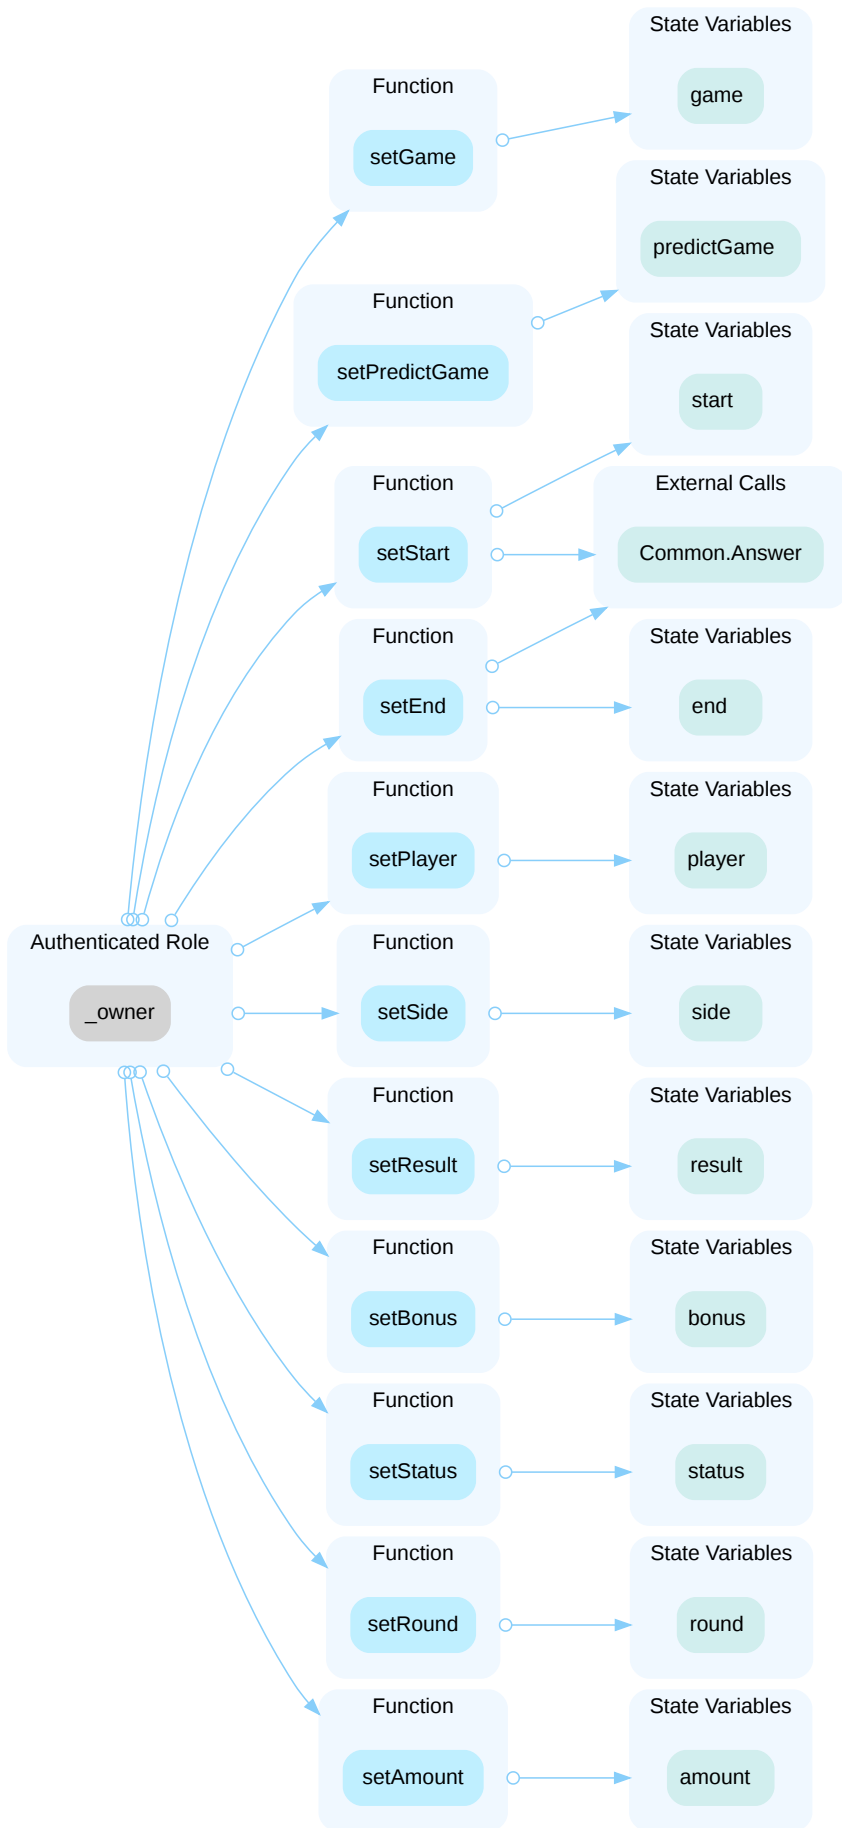 State Variables
game
Function
setGame
State Variables
predictGame
Function
setPredictGame
State Variables
start
Function
setStart
External Calls
Common.Answer
Function
setEnd
State Variables
end
Function
setPlayer
State Variables
player
Authenticated Role
_owner
Function
setSide
State Variables
side
Function
setResult
State Variables
result
Function
setBonus
State Variables
bonus
Function
setStatus
State Variables
status
Function
setRound
State Variables
round
Function
setAmount
State Variables
amount